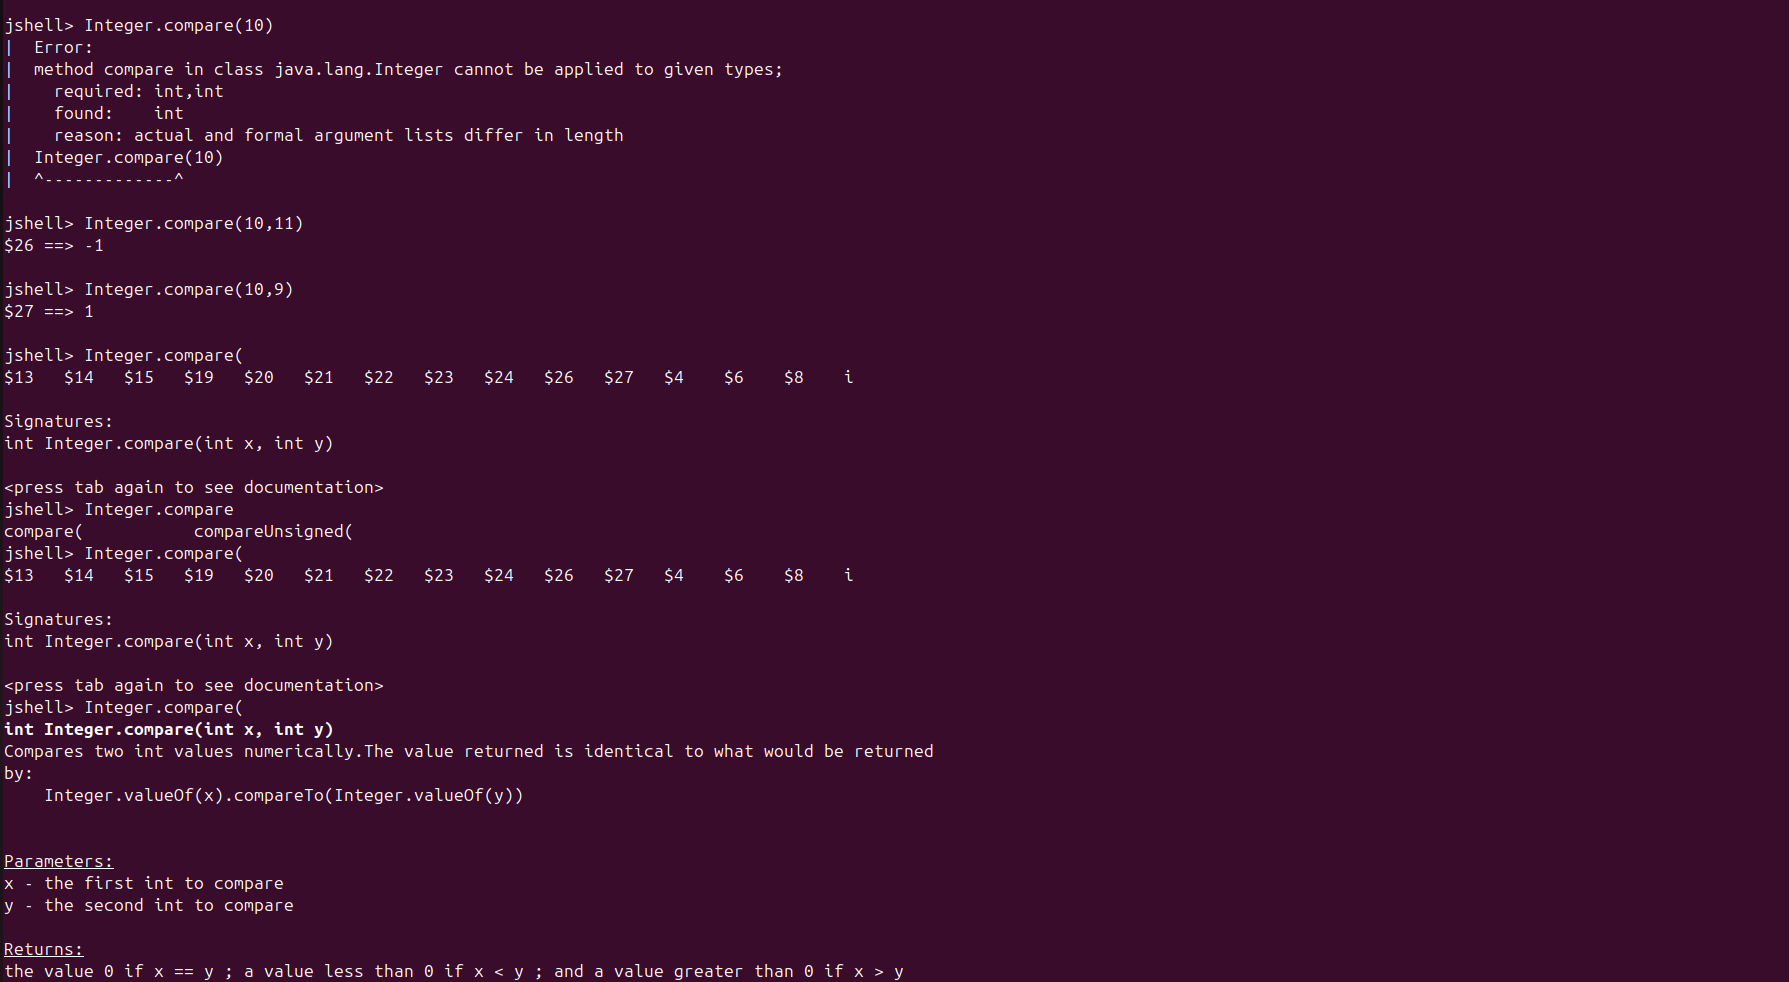 jshell> Integer.compare(10)
|  Error:
|  method compare in class java.lang.Integer cannot be applied to given types;
|    required: int,int
|    found:    int
|    reason: actual and formal argument lists differ in length
|  Integer.compare(10)
|  ^-------------^
jshell> Integer.compare(10,11)
$26 ==> -1
jshell> Integer.compare(10,9)
$27 ==> 1
jshell> Integer.compare(
$13   $14   $15   $19   $20   $21   $22   $23   $24   $26   $27   $4    $6    $8    i
Signatures:
int Integer.compare(int x, int y)
<press tab again to see documentation>
jshell> Integer.compare
compare(           compareUnsigned(
jshell> Integer.compare(
$13   $14   $15   $19   $20   $21   $22   $23   $24   $26   $27   $4    $6    $8    i
Signatures:
int Integer.compare(int x, int y)
<press tab again to see documentation>
jshell> Integer.compare(
int Integer.compare(int x, int y)
Compares two int values numerically.The value returned is identical to what would be returned
by:
    Integer.valueOf(x).compareTo(Integer.valueOf(y))
Parameters:
x - the first int to compare
y - the second int to compare
Returns:
the value 0 if x == y ; a value less than 0 if x < y ; and a value greater than 0 if x > y